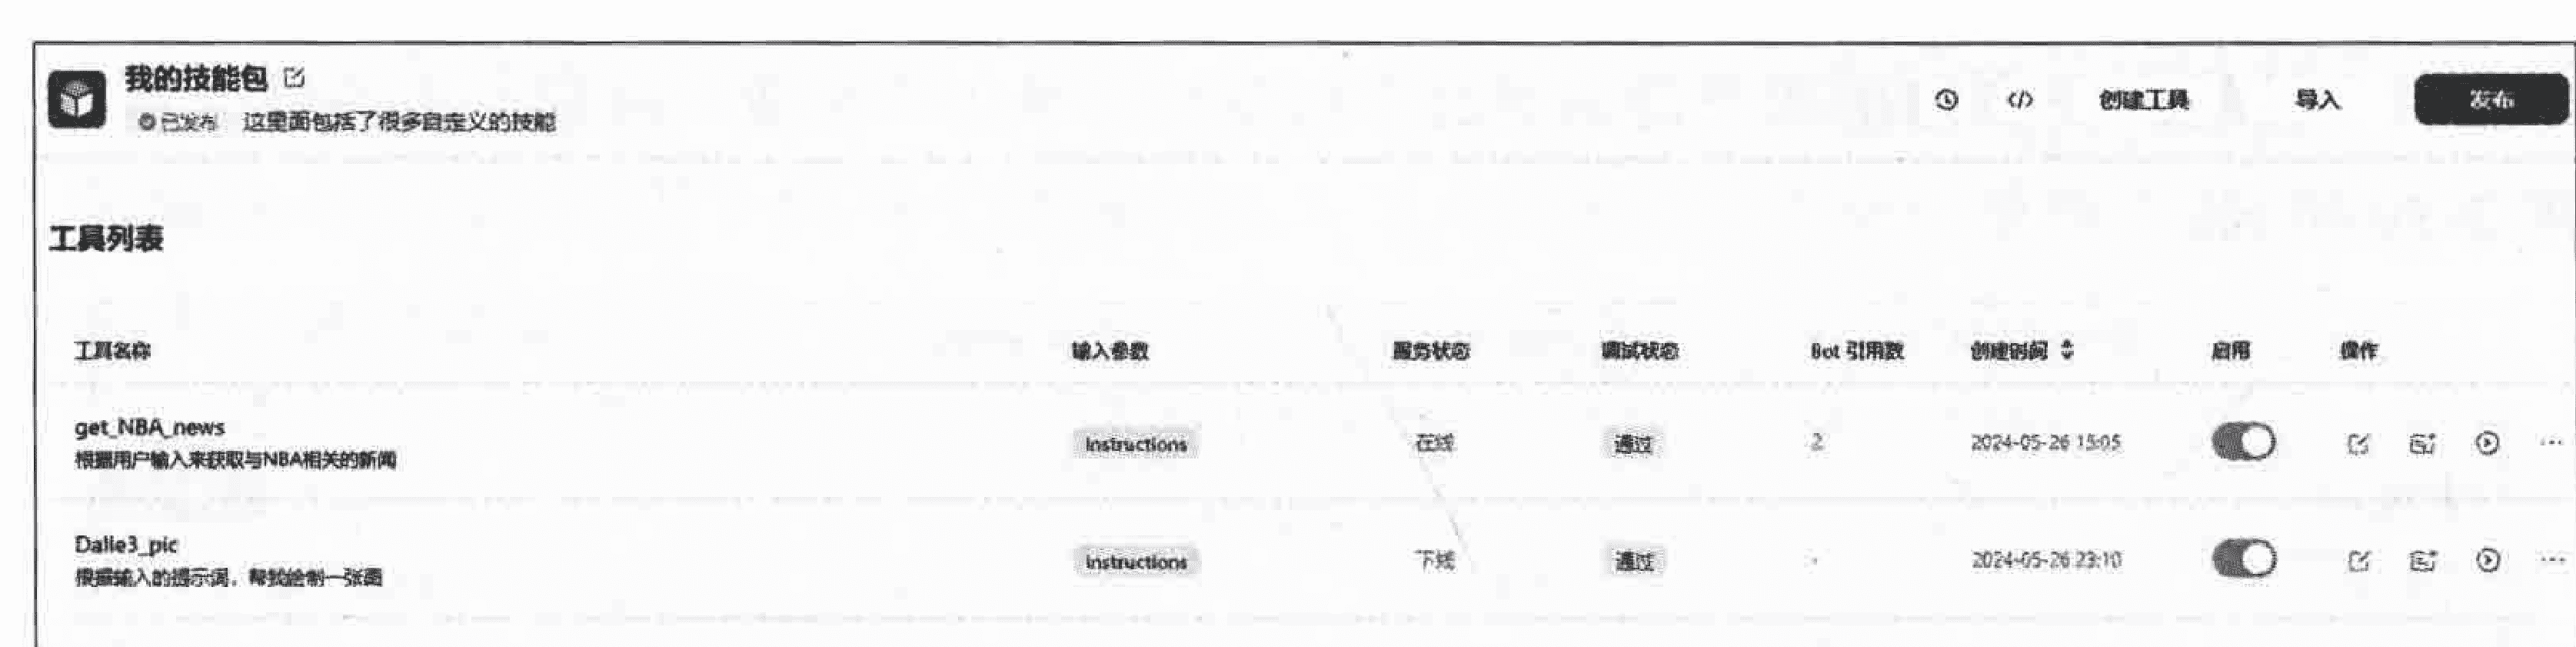 我的技能包
已发布 这里面包括了很多自定义的技能
创建工具 导入 发布
工具列表
工具名称 输入参数 服务状态 调试状态 Bot 引用数 创建时间 启用 操作
get_NBA_news
根据用户输入来获取与NBA相关的新闻
Instructions 在线 通过 2 2024-05-26 15:05
Dalle3_pic
根据输入的提示词，帮我绘制一张图
Instructions 下线 通过 - 2024-05-26 23:10